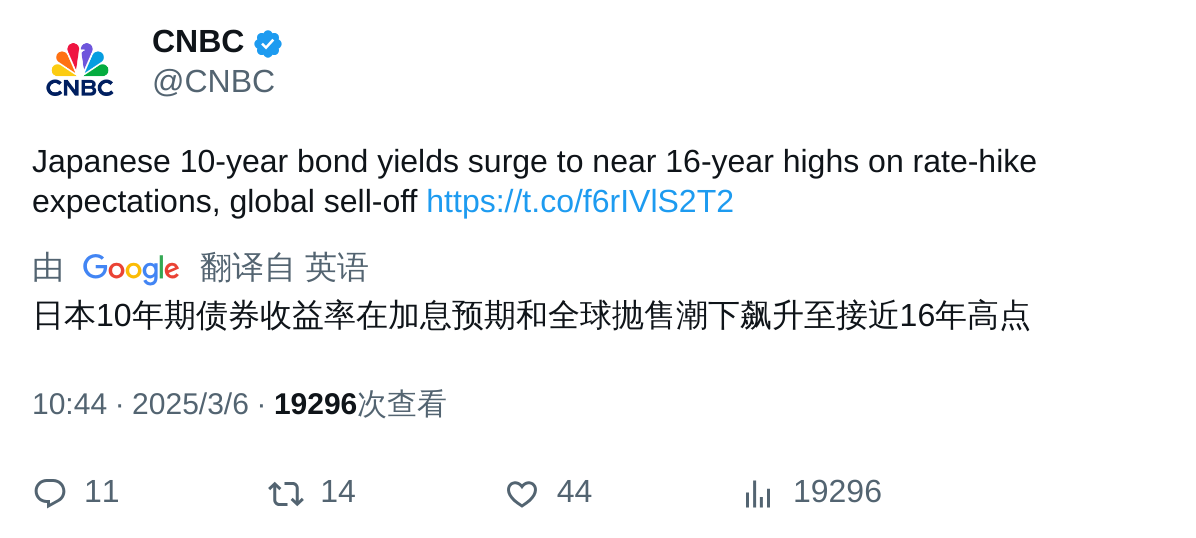 CNBC
CNBC
@CNBC
Japanese 10-year bond yields surge to near 16-year highs on rate-hike
expectations, global sell-off https://t.co/f6rIVlS2T2
由 Google 翻译自 英语
日本10年期债券收益率在加息预期和全球抛售潮下飙升至接近16年高点
10:44 · 2025/3/6 · 19296次查看
11 14 44 19296